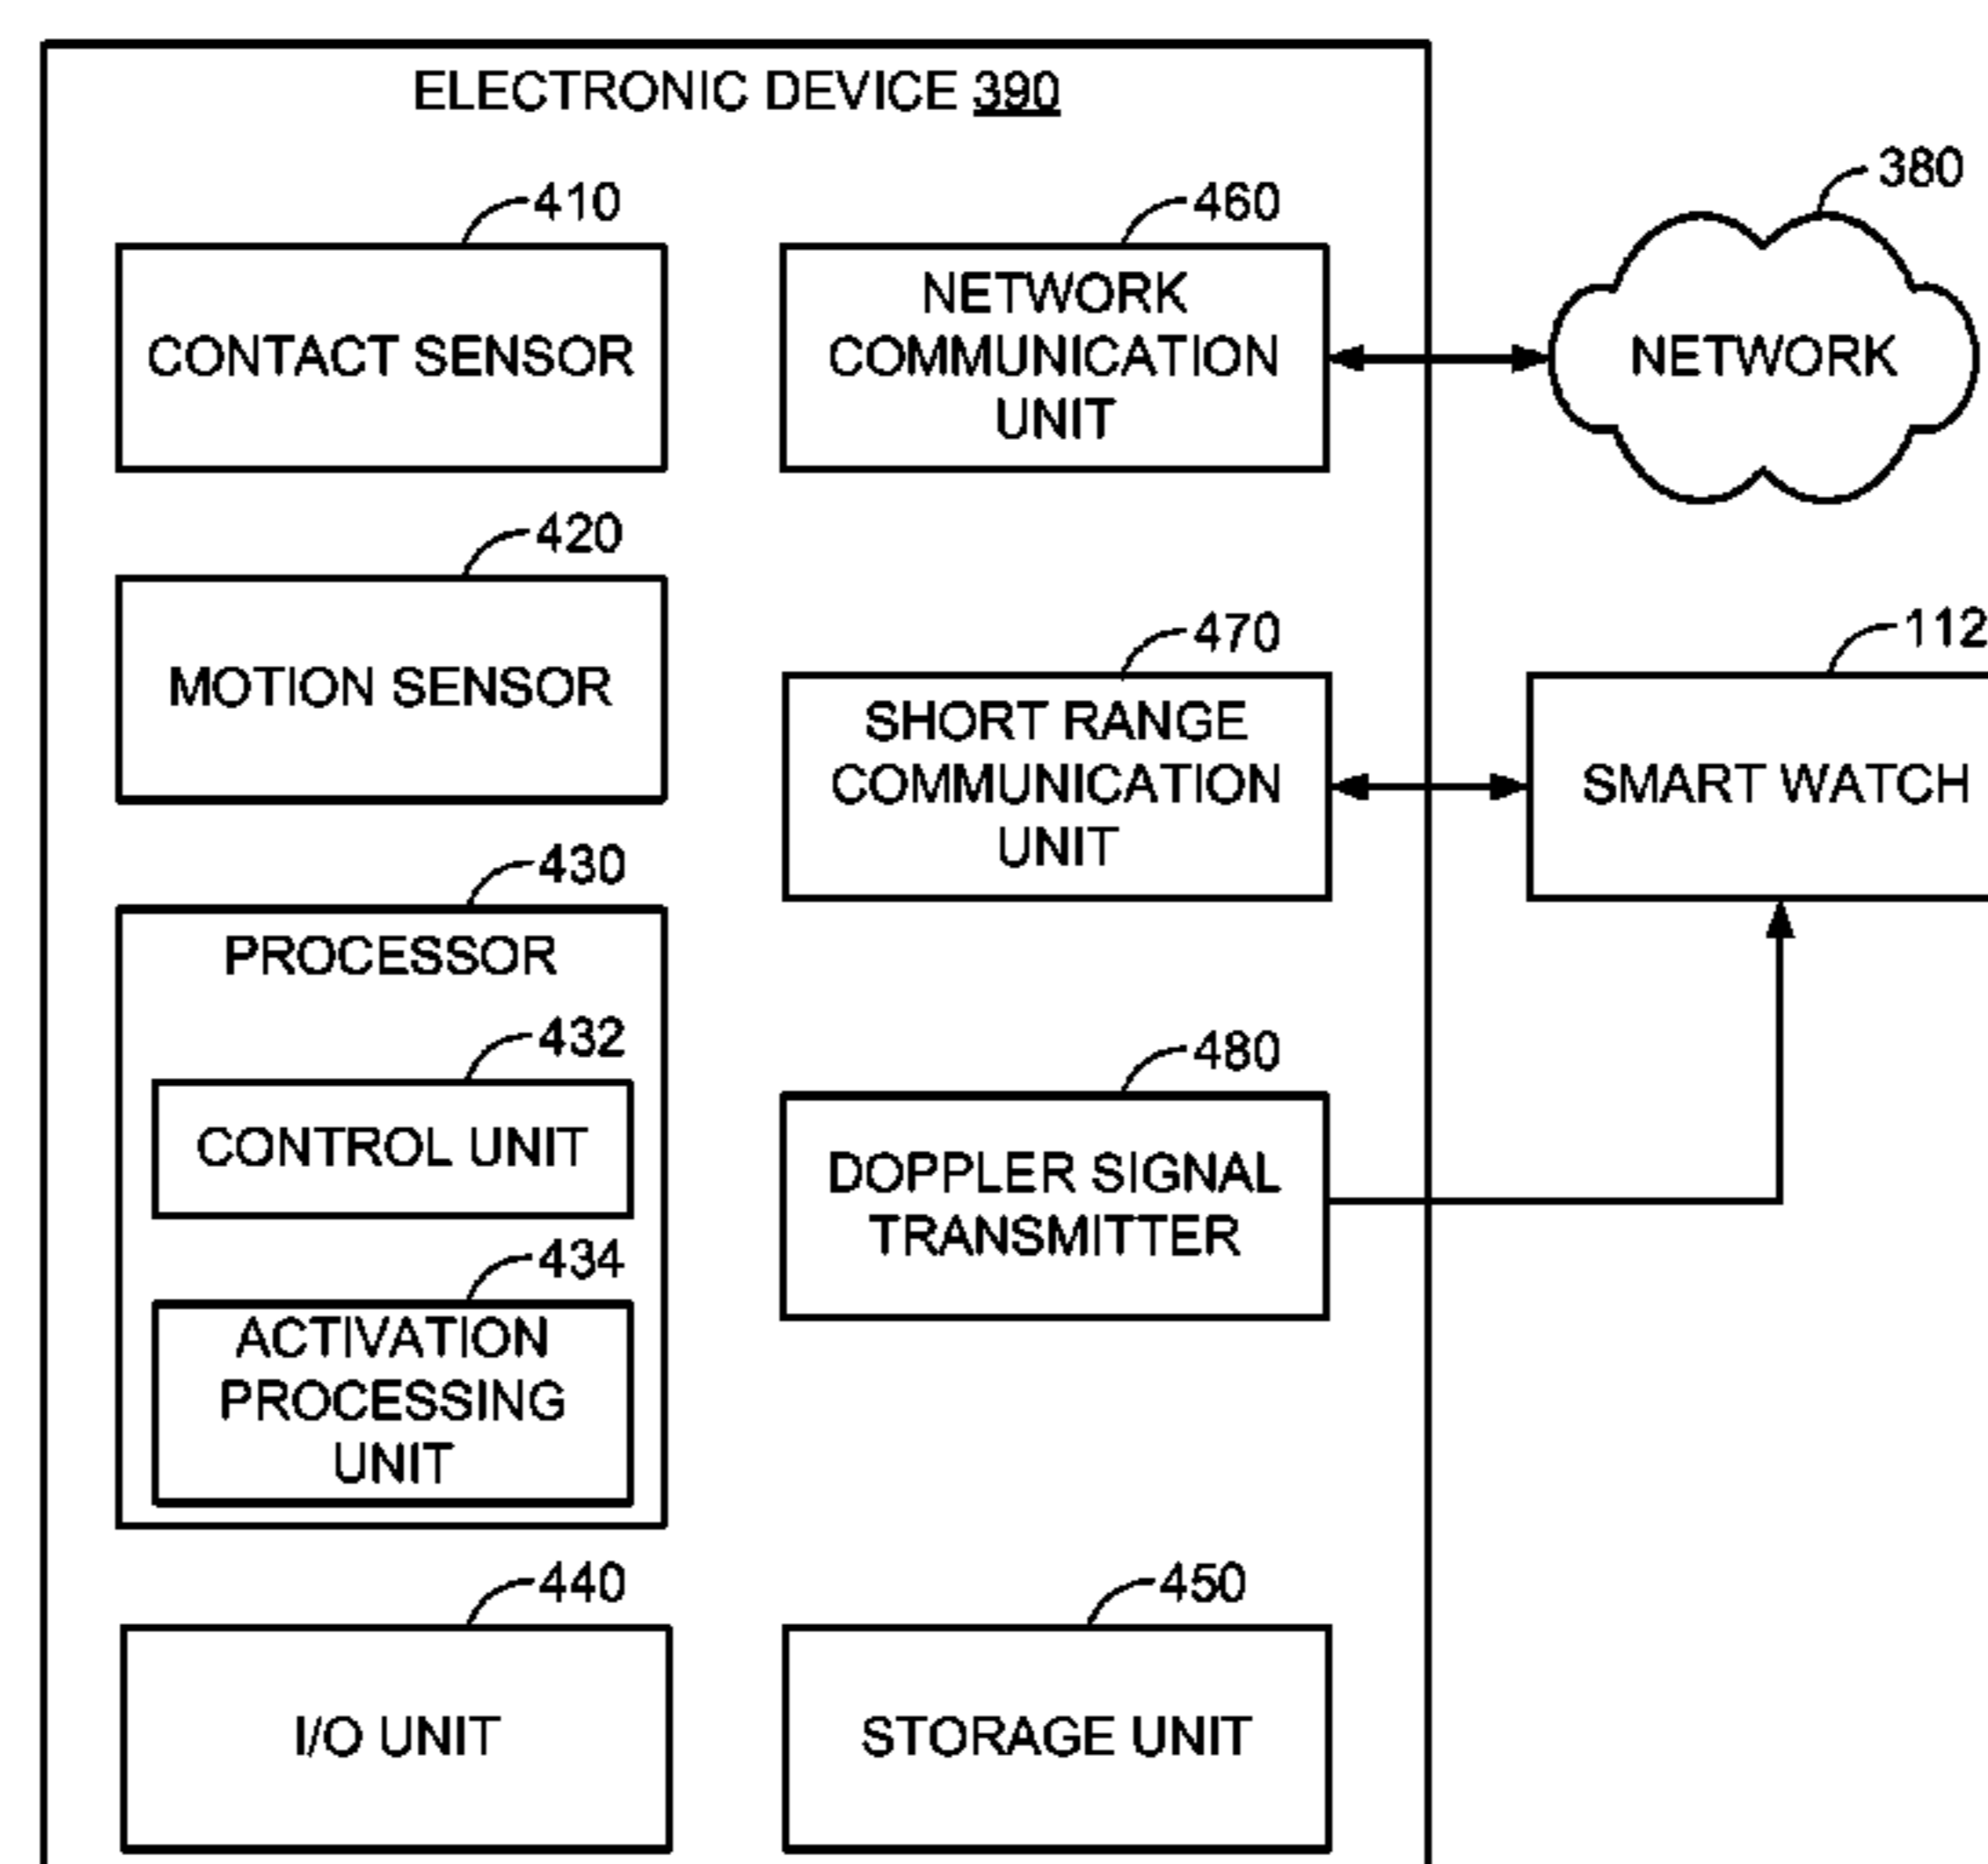 ELECTRONIC DEVICE 390
410
CONTACT SENSOR
420
MOTION SENSOR
430
PROCESSOR
432
CONTROL UNIT
434
ACTIVATION
PROCESSING
UNIT
440
I/O UNIT
460
NETWORK
COMMUNICATION
UNIT
470
SHORT RANGE
COMMUNICATION
UNIT
480
DOPPLER SIGNAL
TRANSMITTER
450
STORAGE UNIT
380
NETWORK
112
SMART WATCH